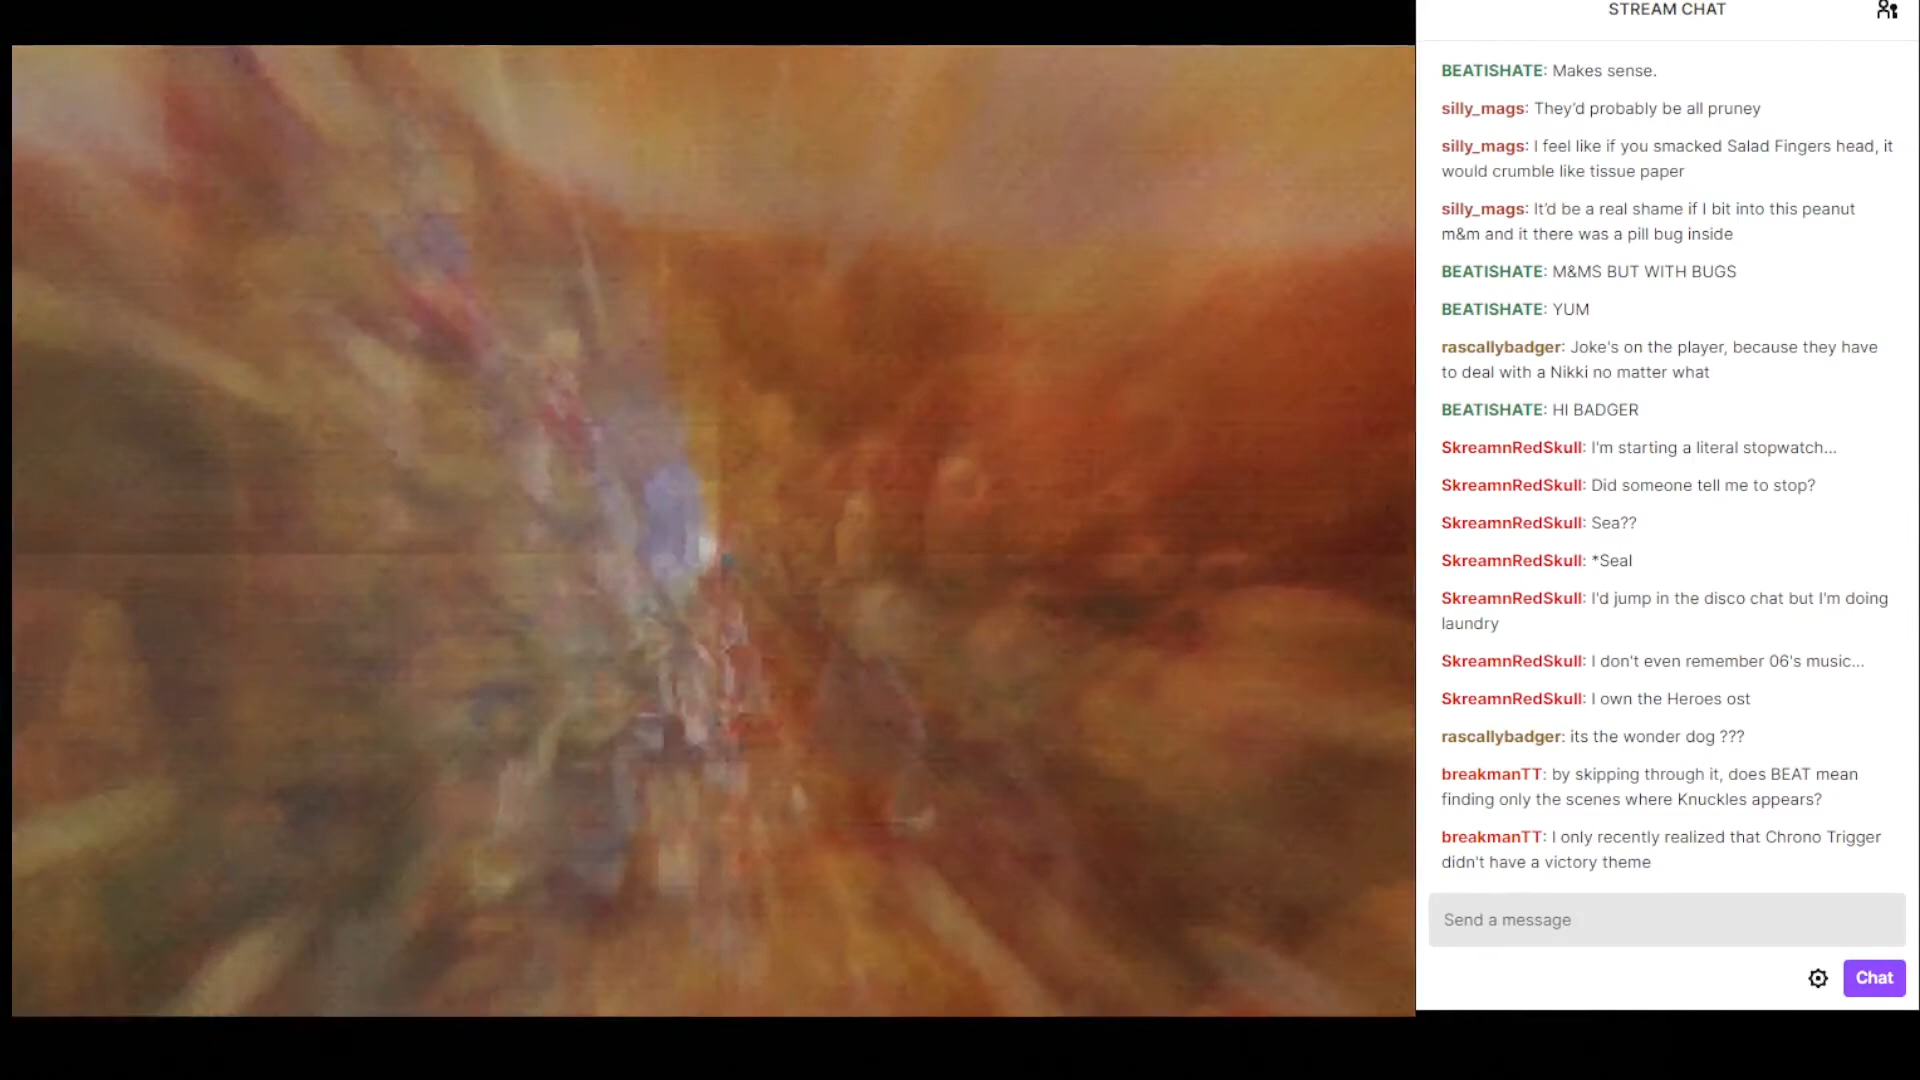 STREAM CHAT
BEATISHATE: Makes sense.
silly_mags: They'd probably be all pruney
silly_mags: I feel like if you smacked Salad Fingers head, it
would crumble like tissue paper
silly_mags: It'd be a real shame if I bit into this peanut
m&m and it there was a pill bug inside
BEATISHATE: M&MS BUT WITH BUGS
BEATISHATE: YUM
rascallybadger: Joke's on the player, because they have
to deal with a Nikki no matter what
BEATISHATE: HI BADGER
SkreamnRedSkull: I'm starting a literal stopwatch...
SkreamnRedSkull: Did someone tell me to stop?
SkreamnRedSkull: Sea??
SkreamnRedSkull: *Seal
SkreamnRedSkull: I'd jump in the disco chat but I'm doing
laundry
SkreamnRedSkull: I don't even remember 06's music...
SkreamnRedSkull: I own the Heroes ost
rascallybadger: its the wonder dog ???
breakmanTT: by skipping through it, does BEAT mean
finding only the scenes where Knuckles appears?
breakmanTT: I only recently realized that Chrono Trigger
didn't have a victory theme
Send a message
Chat